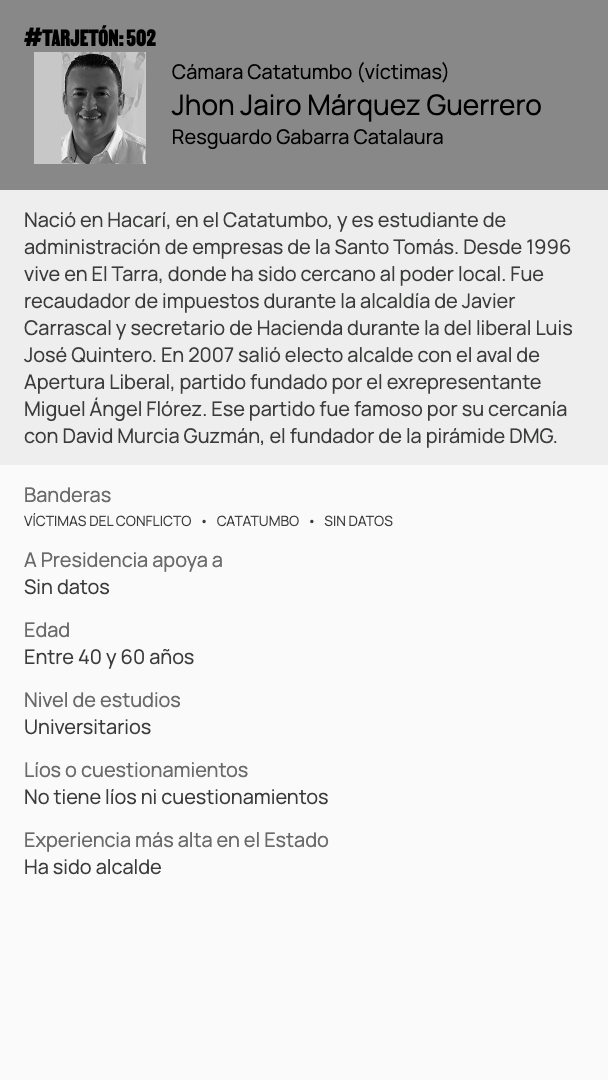 #TARJETÓN: 502
Cámara Catatumbo (víctimas)
Jhon Jairo Márquez Guerrero
Resguardo Gabarra Catalaura
Nació en Hacarí, en el Catatumbo, y es estudiante de
administración de empresas de la Santo Tomás. Desde 1996
vive en El Tarra, donde ha sido cercano al poder local. Fue
recaudador de impuestos durante la alcaldía de Javier
Carrascal y secretario de Hacienda durante la del liberal Luis
José Quintero. En 2007 salió electo alcalde con el aval de
Apertura Liberal, partido fundado por el exrepresentante
Miguel Ángel Flórez. Ese partido fue famoso por su cercanía
con David Murcia Guzmán, el fundador de la pirámide DMG.
Banderas
VÍCTIMAS DEL CONFLICTO • CATATUMBO • SIN DATOS
A Presidencia apoya a
Sin datos
Edad
Entre 40 y 60 años
Nivel de estudios
Universitarios
Líos o cuestionamientos
No tiene líos ni cuestionamientos
Experiencia más alta en el Estado
Ha sido alcalde